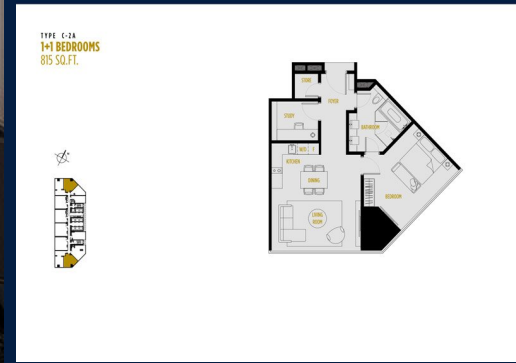 TYPE C-2A
1+1 BEDROOMS
815 SQ.FT.
STORE
FOYER
STUDY
BATHROOM
W/D F
KITCHEN
DINING
BEDROOM
LIVING
ROOM